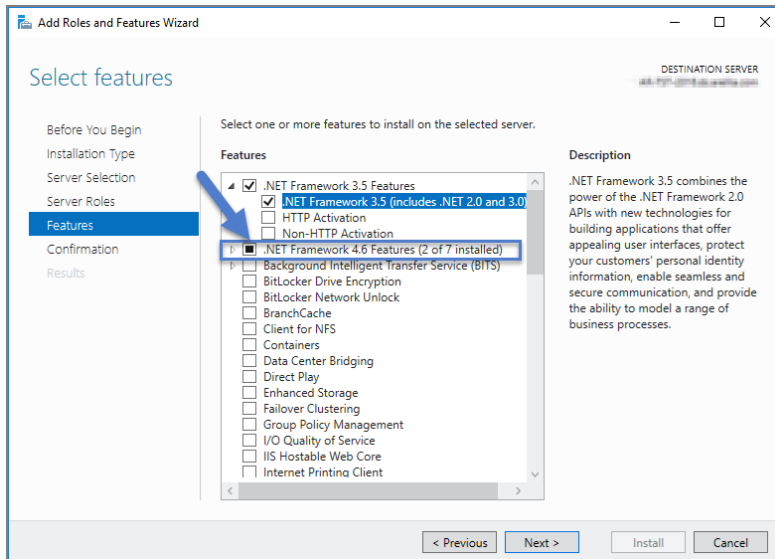 Add Roles and Features Wizard
Select features
DESTINATION SERVER
Before You Begin
Installation Type
Server Selection
Server Roles
Features
Confirmation
Results
Select one or more features to install on the selected server.
Features
.NET Framework 3.5 Features
.NET Framework 3.5 (includes .NET 2.0 and 3.0)
HTTP Activation
Non-HTTP Activation
.NET Framework 4.6 Features (2 of 7 installed)
Background Intelligent Transfer Service (BITS)
BitLocker Drive Encryption
BitLocker Network Unlock
BranchCache
Client for NFS
Containers
Data Center Bridging
Direct Play
Enhanced Storage
Failover Clustering
Group Policy Management
I/O Quality of Service
IIS Hostable Web Core
Internet Printing Client
Description
.NET Framework 3.5 combines the
power of the .NET Framework 2.0
APIs with new technologies for
building applications that offer
appealing user interfaces, protect
your customers' personal identity
information, enable seamless and
secure communication, and provide
the ability to model a range of
business processes.
< Previous
Next >
Install
Cancel